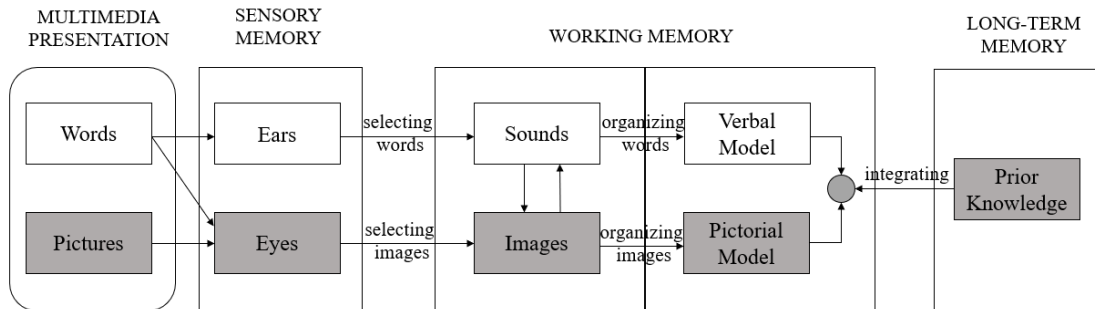 MULTIMEDIA
PRESENTATION
SENSORY
MEMORY
WORKING MEMORY
LONG-TERM
MEMORY
Words
Ears
selecting
words
Sounds
organizing
words
Verbal
Model
integrating
Prior
Knowledge
Pictures
Eyes
selecting
images
Images
organizing
images
Pictorial
Model